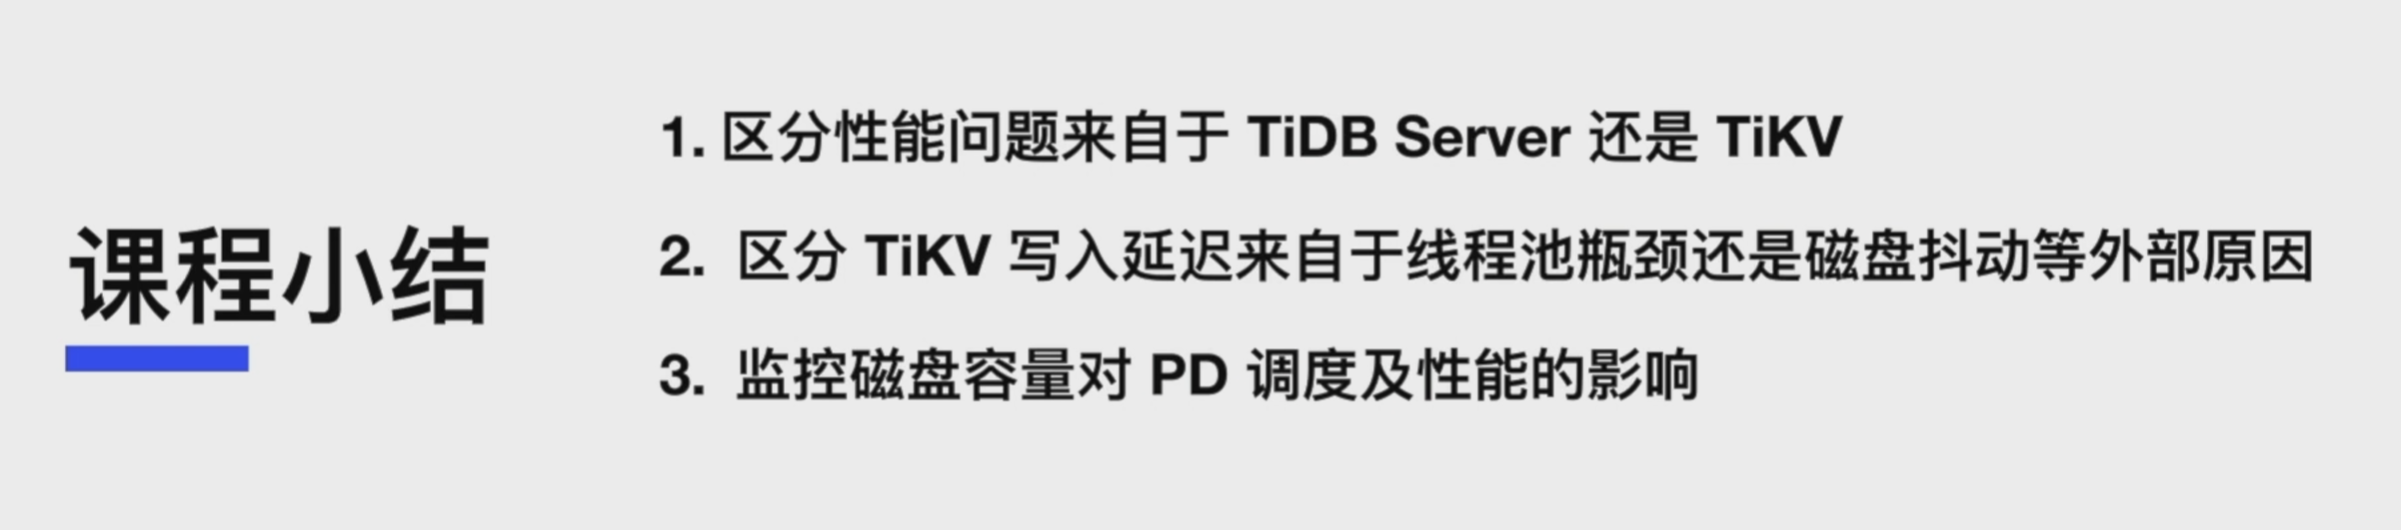 课程小结
1. 区分性能问题来自于 TiDB Server 还是 TiKV
2. 区分 TiKV 写入延迟来自于线程池瓶颈还是磁盘抖动等外部原因
3. 监控磁盘容量对 PD 调度及性能的影响